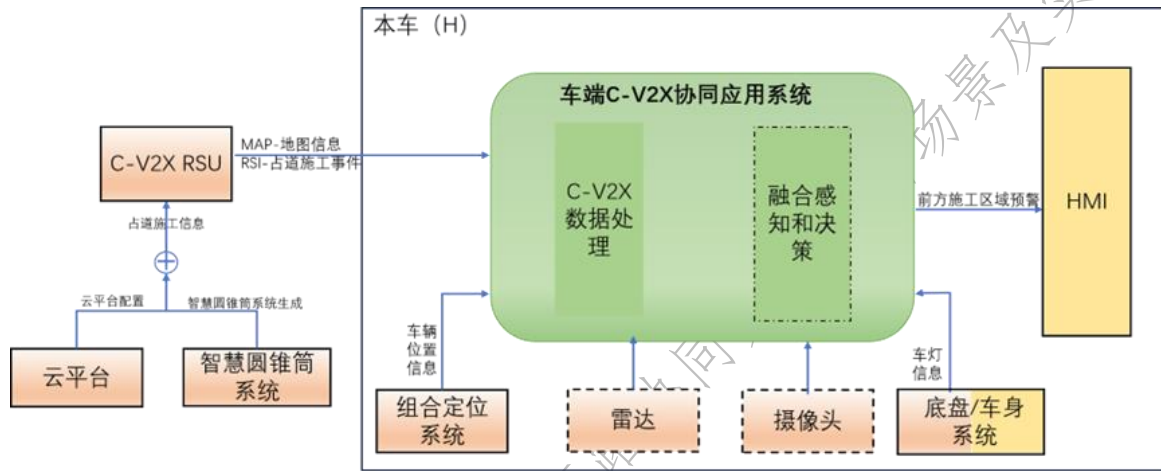 本车（H）
车端C-V2X协同应用系统
C-V2X
数据处
理
融合感
知和决
策
C-V2X RSU
MAP-地图信息
RSI-占道施工事件
占道施工信息
云平台配置
智慧圆锥筒系统生成
云平台
智慧圆锥筒
系统
车辆
位置
信息
组合定位
系统
雷达
摄像头
车灯
信息
底盘/车身
系统
前方施工区域预警
HMI
场景及实
同